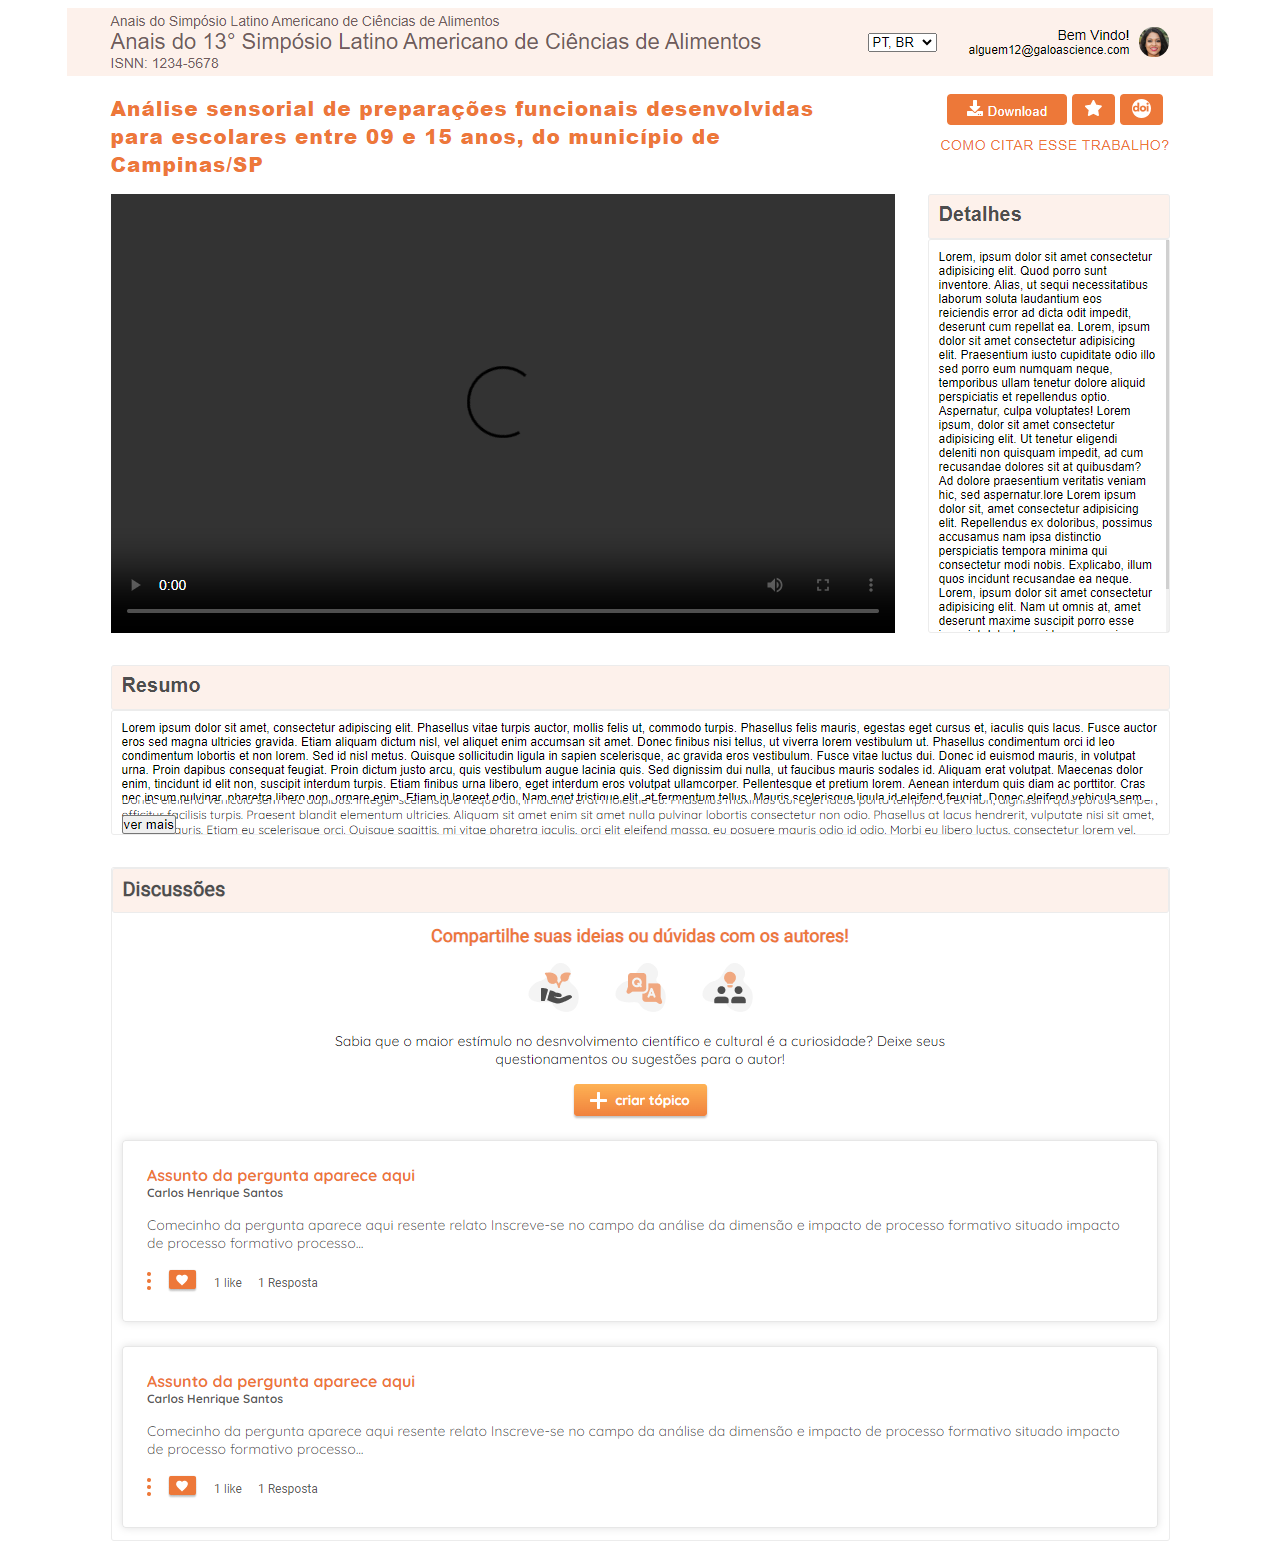 Anais do Simpósio Latino Americano de Ciências de Alimentos
Anais do 13° Simpósio Latino Americano de Ciências de Alimentos
ISNN: 1234-5678
PT, BR
Bem Vindo!
alguem12@galoascience.com
Análise sensorial de preparações funcionais desenvolvidas
para escolares entre 09 e 15 anos, do município de
Campinas/SP
Download
doi
COMO CITAR ESSE TRABALHO?
0:00
Detalhes
Lorem, ipsum dolor sit amet consectetur
adipisicing elit. Quod porro sunt
inventore. Alias, ut sequi necessitatibus
laborum soluta laudantium eos
reiciendis error ad dicta odit impedit,
deserunt cum repellat ea. Lorem, ipsum
dolor sit amet consectetur adipisicing
elit. Praesentium iusto cupiditate odio illo
sed porro eum numquam neque,
temporibus ullam tenetur dolore aliquid
perspiciatis et repellendus optio.
Aspernatur, culpa voluptates! Lorem
ipsum, dolor sit amet consectetur
adipisicing elit. Ut tenetur eligendi
deleniti non quisquam impedit, ad cum
recusandae dolores sit at quibusdam?
Ad dolore praesentium veritatis veniam
hic, sed aspernatur.lore Lorem ipsum
dolor sit, amet consectetur adipisicing
elit. Repellendus ex doloribus, possimus
accusamus nam ipsa distinctio
perspiciatis tempora minima qui
consectetur modi nobis. Explicabo, illum
quos incidunt recusandae ea neque.
Lorem, ipsum dolor sit amet consectetur
adipisicing elit. Nam ut omnis at, amet
deserunt maxime suscipit porro esse
Resumo
Lorem ipsum dolor sit amet, consectetur adipiscing elit. Phasellus vitae turpis auctor, mollis felis ut, commodo turpis. Phasellus felis mauris, egestas eget cursus et, iaculis quis lacus. Fusce auctor
eros sed magna ultricies gravida. Etiam aliquam dictum nisl, vel aliquet enim accumsan sit amet. Donec finibus nisi tellus, ut viverra lorem vestibulum ut. Phasellus condimentum orci id leo
condimentum lobortis et non lorem. Sed id nisl metus. Quisque sollicitudin ligula in sapien scelerisque, ac gravida eros vestibulum. Fusce vitae luctus dui. Donec id euismod mauris, in volutpat
urna. Proin dapibus consequat feugiat. Proin dictum justo arcu, quis vestibulum augue lacinia quis. Sed dignissim dui nulla, ut faucibus mauris sodales id. Aliquam erat volutpat. Maecenas dolor
enim, tincidunt id elit non, suscipit interdum turpis. Etiam finibus urna libero, eget interdum eros volutpat ullamcorper. Pellentesque et pretium lorem. Aenean interdum quis diam ac porttitor. Cras
nec ipsum pulvinar, pharetra libero non, ornare enim. Etiam in laoreet odio. Nam eget tristique elit, at fermentum tellus. Mauris scelerisque ligula id eleifend feugiat. Donec eleifend vehicula sem
facilisis turpis. Praesent blandit elementum ultricies. Aliquam sit amet enim sit amet nulla pulvinar lobortis consectetur non odio. Phasellus at lacus hendrerit, vulputate nisi sit amet,
ver mais
Etiam eu scelerisque orci. Quisque sagittis, mi vitae pharetra iaculis, orci elit eleifend massa, eu posuere mauris odio id odio. Morbi eu libero luctus, consectetur lorem vel,
Discussões
Compartilhe suas ideias ou dúvidas com os autores!
Q A
Sabia que o maior estímulo no desnvolvimento científico e cultural é a curiosidade? Deixe seus
questionamentos ou sugestões para o autor!
criar tópico
Assunto da pergunta aparece aqui
Carlos Henrique Santos
Comecinho da pergunta aparece aqui resente relato Inscreve-se no campo da análise da dimensão e impacto de processo formativo situado impacto
de processo formativo processo...
1 like 1 Resposta
Assunto da pergunta aparece aqui
Carlos Henrique Santos
Comecinho da pergunta aparece aqui resente relato Inscreve-se no campo da análise da dimensão e impacto de processo formativo situado impacto
de processo formativo processo...
1 like 1 Resposta